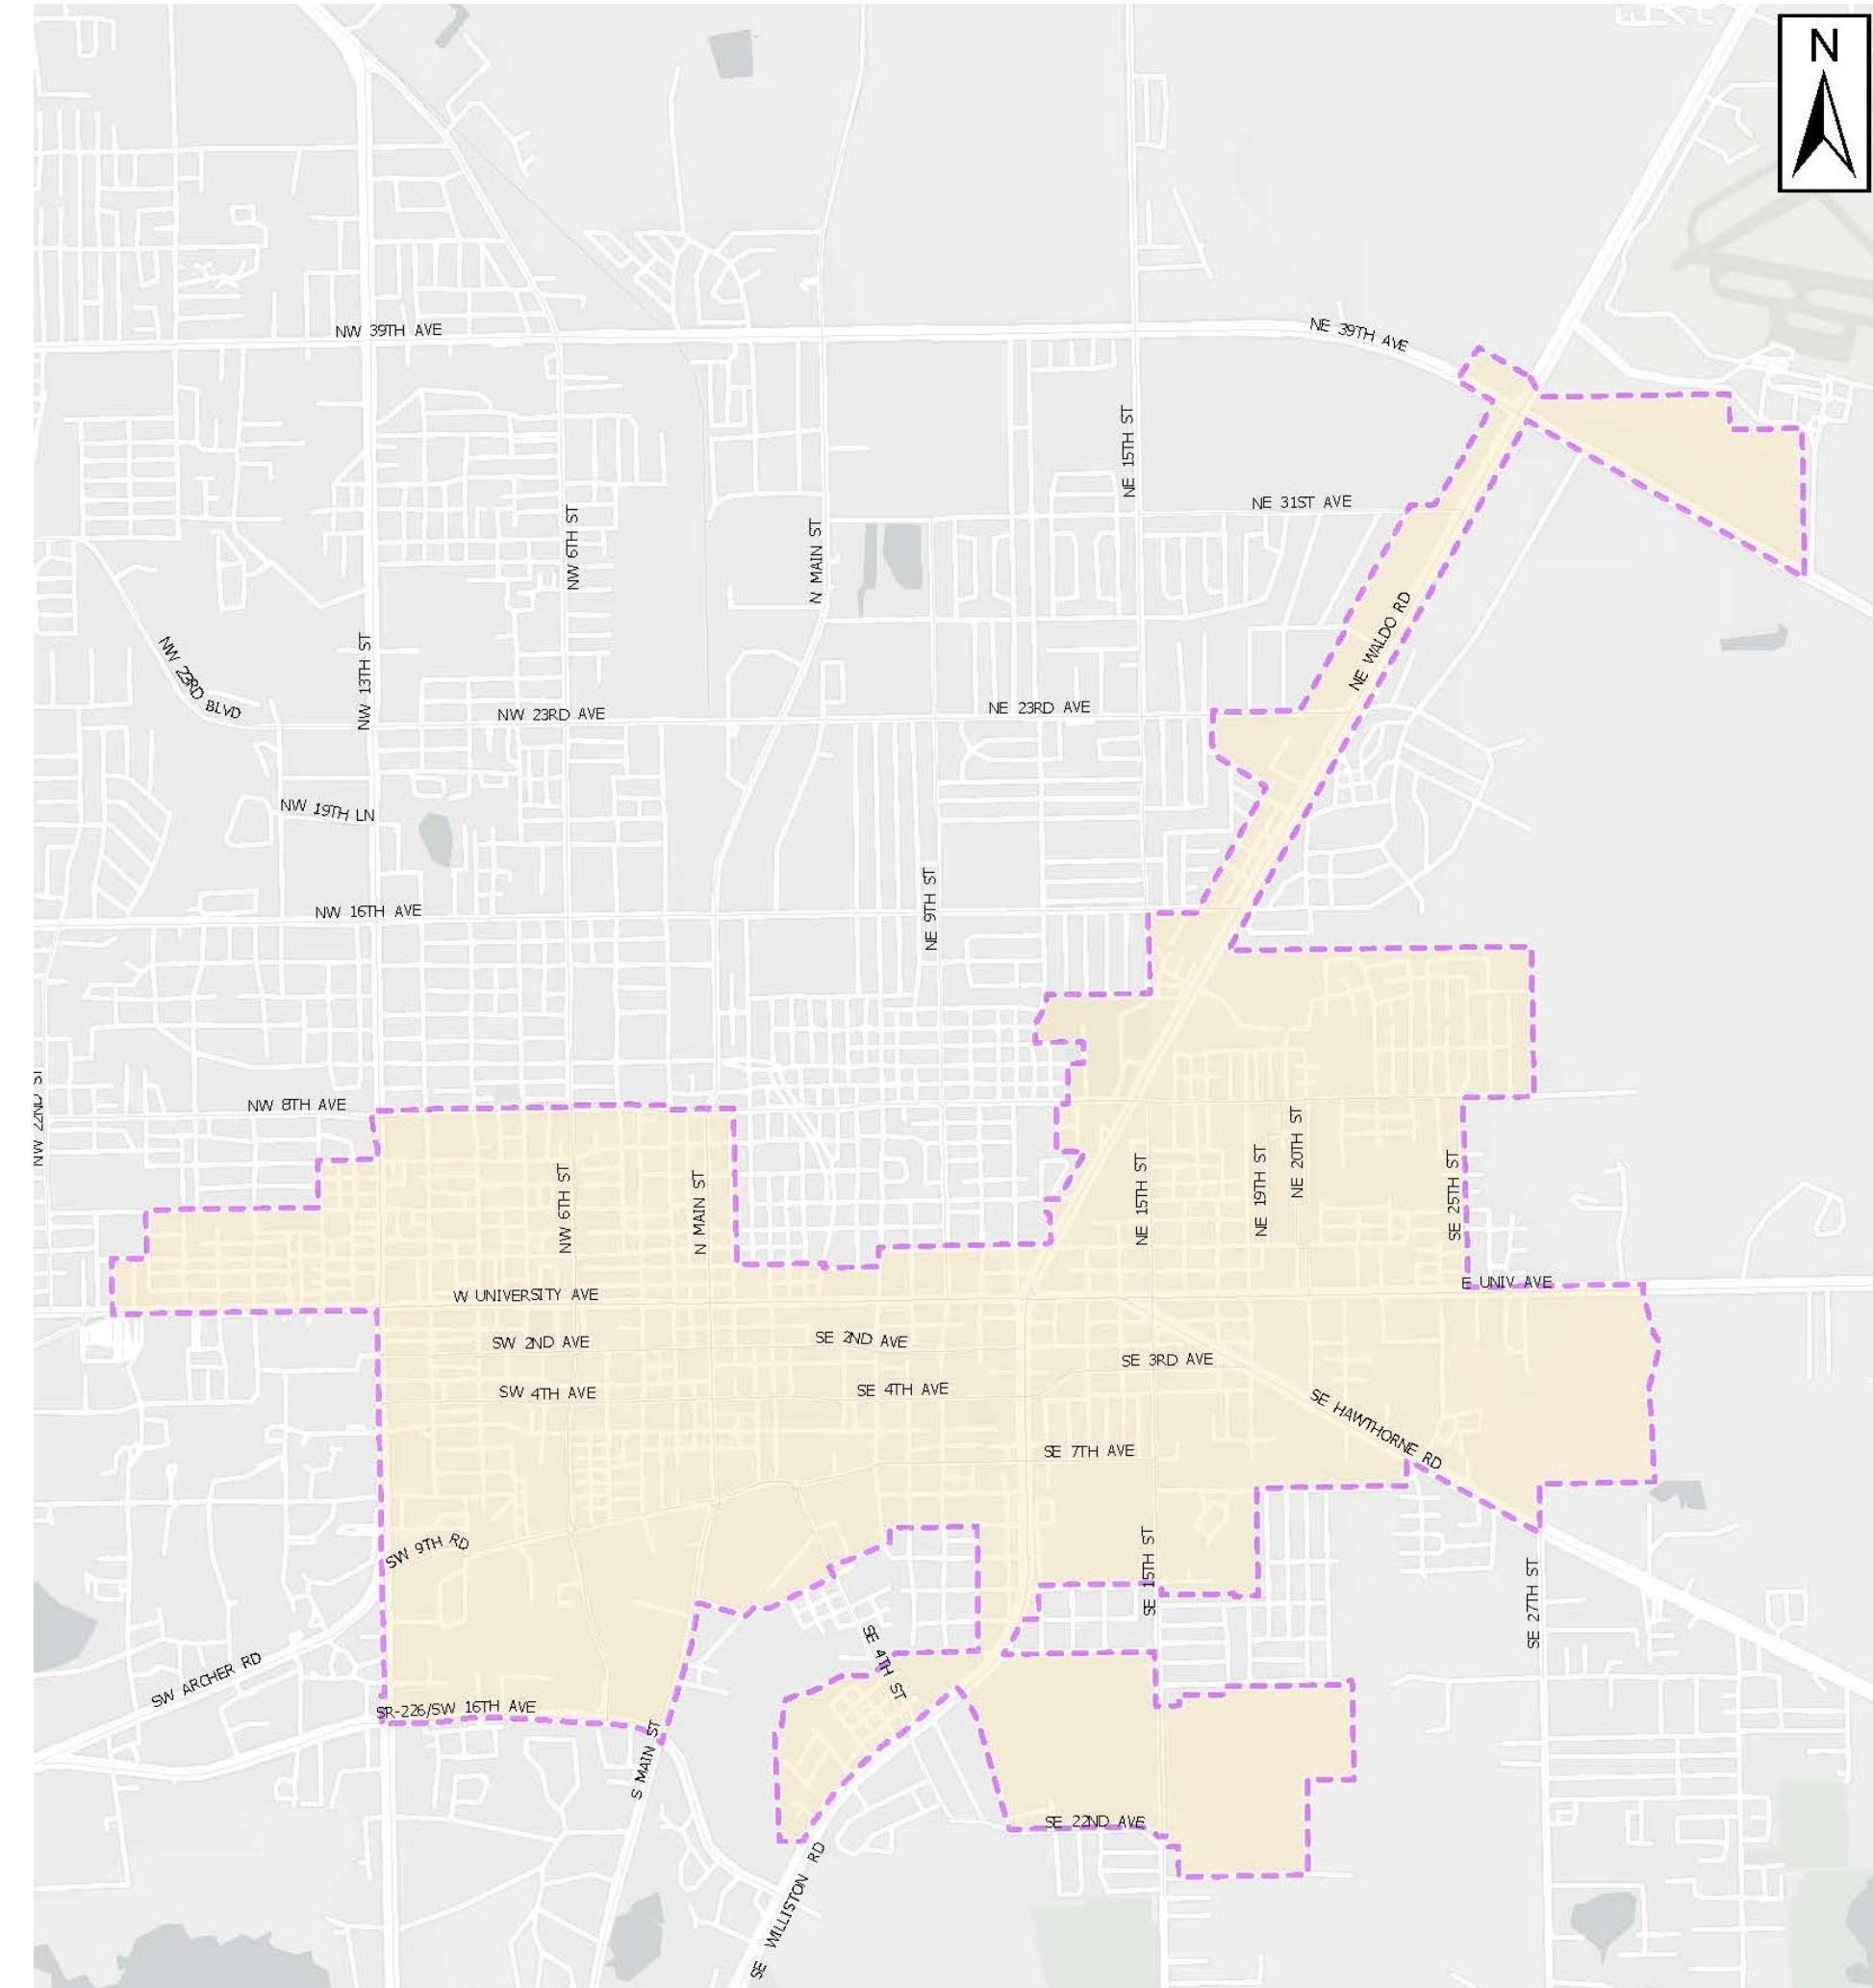 N
NW 39TH AVE
NE 39TH AVE
NE 15TH ST
NE 31ST AVE
NW 6TH ST
N MAIN ST
NE WALDO RD
NW 13TH ST
NW 23RD BLVD
NW 23RD AVE
NE 23RD AVE
NW 19TH LN
NW 16TH AVE
NE 9TH ST
NW 22ND ST
NW 8TH AVE
NW 6TH ST
N MAIN ST
NE 15TH ST
NE 19TH ST
NE 20TH ST
SE 25TH ST
E UNIV AVE
W UNIVERSITY AVE
SW 2ND AVE
SE 2ND AVE
SE 3RD AVE
SW 4TH AVE
SE 4TH AVE
SE HAWTHORNE RD
SE 7TH AVE
SW 9TH RD
SE 15TH ST
SE 27TH ST
SE 4TH ST
SW ARCHER RD
SR-226/SW 16TH AVE
S MAIN ST
SE 22ND AVE
SE WILLISTON RD